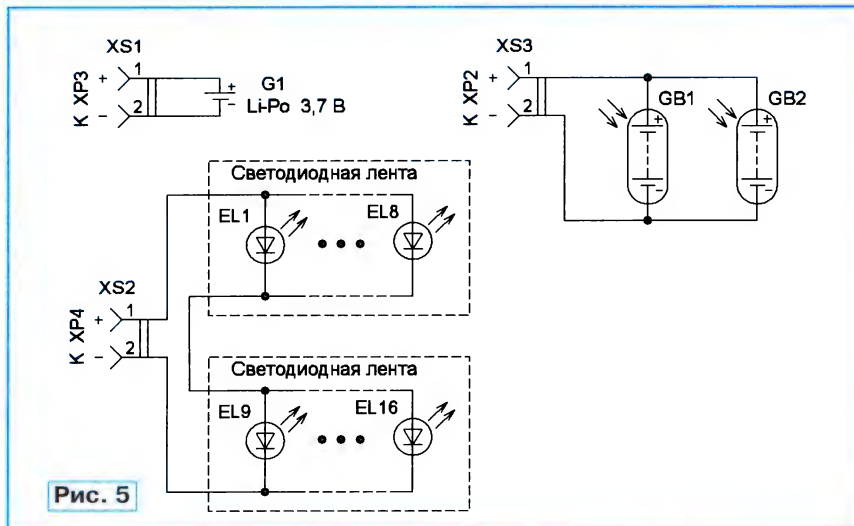 XS1
К XP3
+ 1
− 2
+
−
G1
Li-Po 3,7 В
XS3
К XP2
+ 1
− 2
GB1
+
−
GB2
+
−
Светодиодная лента
EL1
EL8
XS2
К XP4
+ 1
− 2
Светодиодная лента
EL9
EL16
Рис. 5